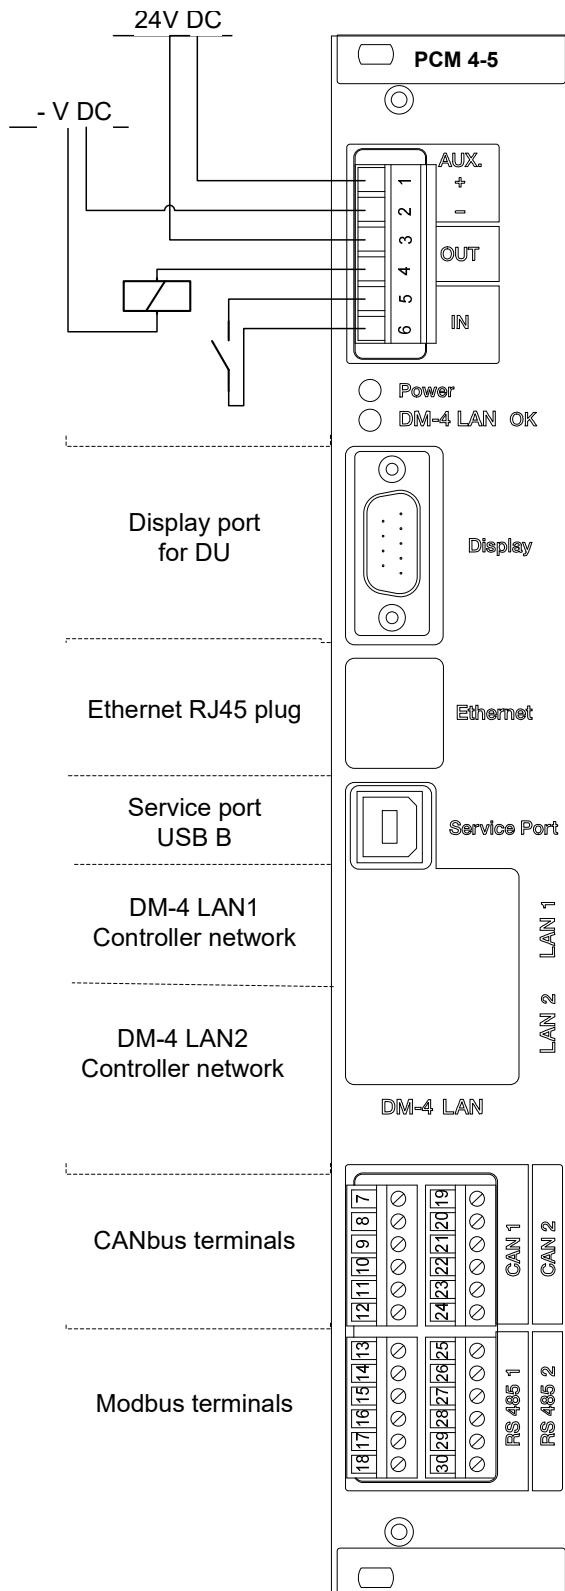 24V DC
PCM 4-5
- V DC
AUX.
+
–
1
2
3
4
5
6
OUT
IN
Power
DM-4 LAN OK
Display port
for DU
Display
Ethernet RJ45 plug
Ethernet
Service port
USB B
Service Port
DM-4 LAN1
Controller network
LAN 1
DM-4 LAN2
Controller network
LAN 2
DM-4 LAN
CANbus terminals
7 19
8 20
9 21
10 22
11 23
12 24
CAN 1
CAN 2
Modbus terminals
13 25
14 26
15 27
16 28
17 29
18 30
RS 485 1
RS 485 2